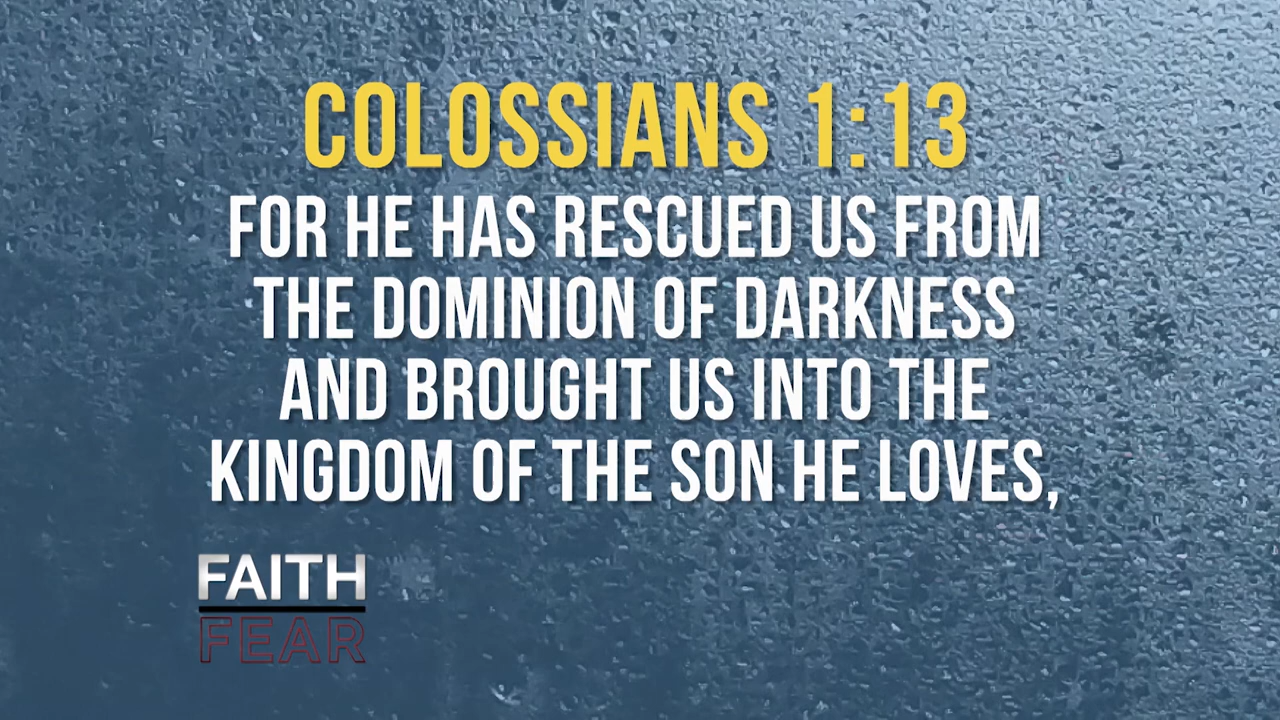 COLOSSIANS 1:13
FOR HE HAS RESCUED US FROM
THE DOMINION OF DARKNESS
AND BROUGHT US INTO THE
KINGDOM OF THE SON HE LOVES,
FAITH
FEAR